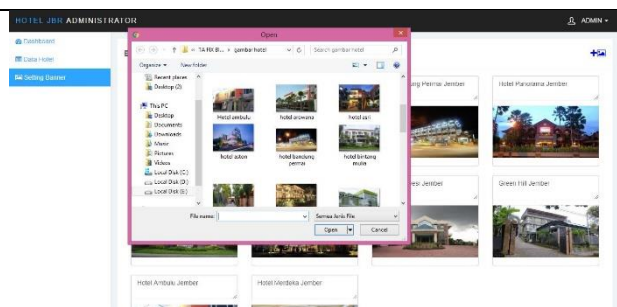 HOTEL JBR ADMINISTRATOR
ADMIN
Dashboard
Data Hotel
Setting Banner
Open
TA FIX B... › gambar hotel
Search gambar hotel
Organize
New folder
Recent places
Desktop (2)
This PC
Desktop
Documents
Downloads
Music
Pictures
Videos
Local Disk (C:)
Local Disk (D:)
Local Disk (E:)
Hotel ambulu
hotel arowana
hotel asri
hotel aston
hotel bandung permai
hotel bintang mulia
File name:
Semua Jenis File
Open
Cancel
ung Permai Jember
Hotel Panorama Jember
esi Jember
Green Hill Jember
Hotel Ambulu Jember
Hotel Merdeka Jember